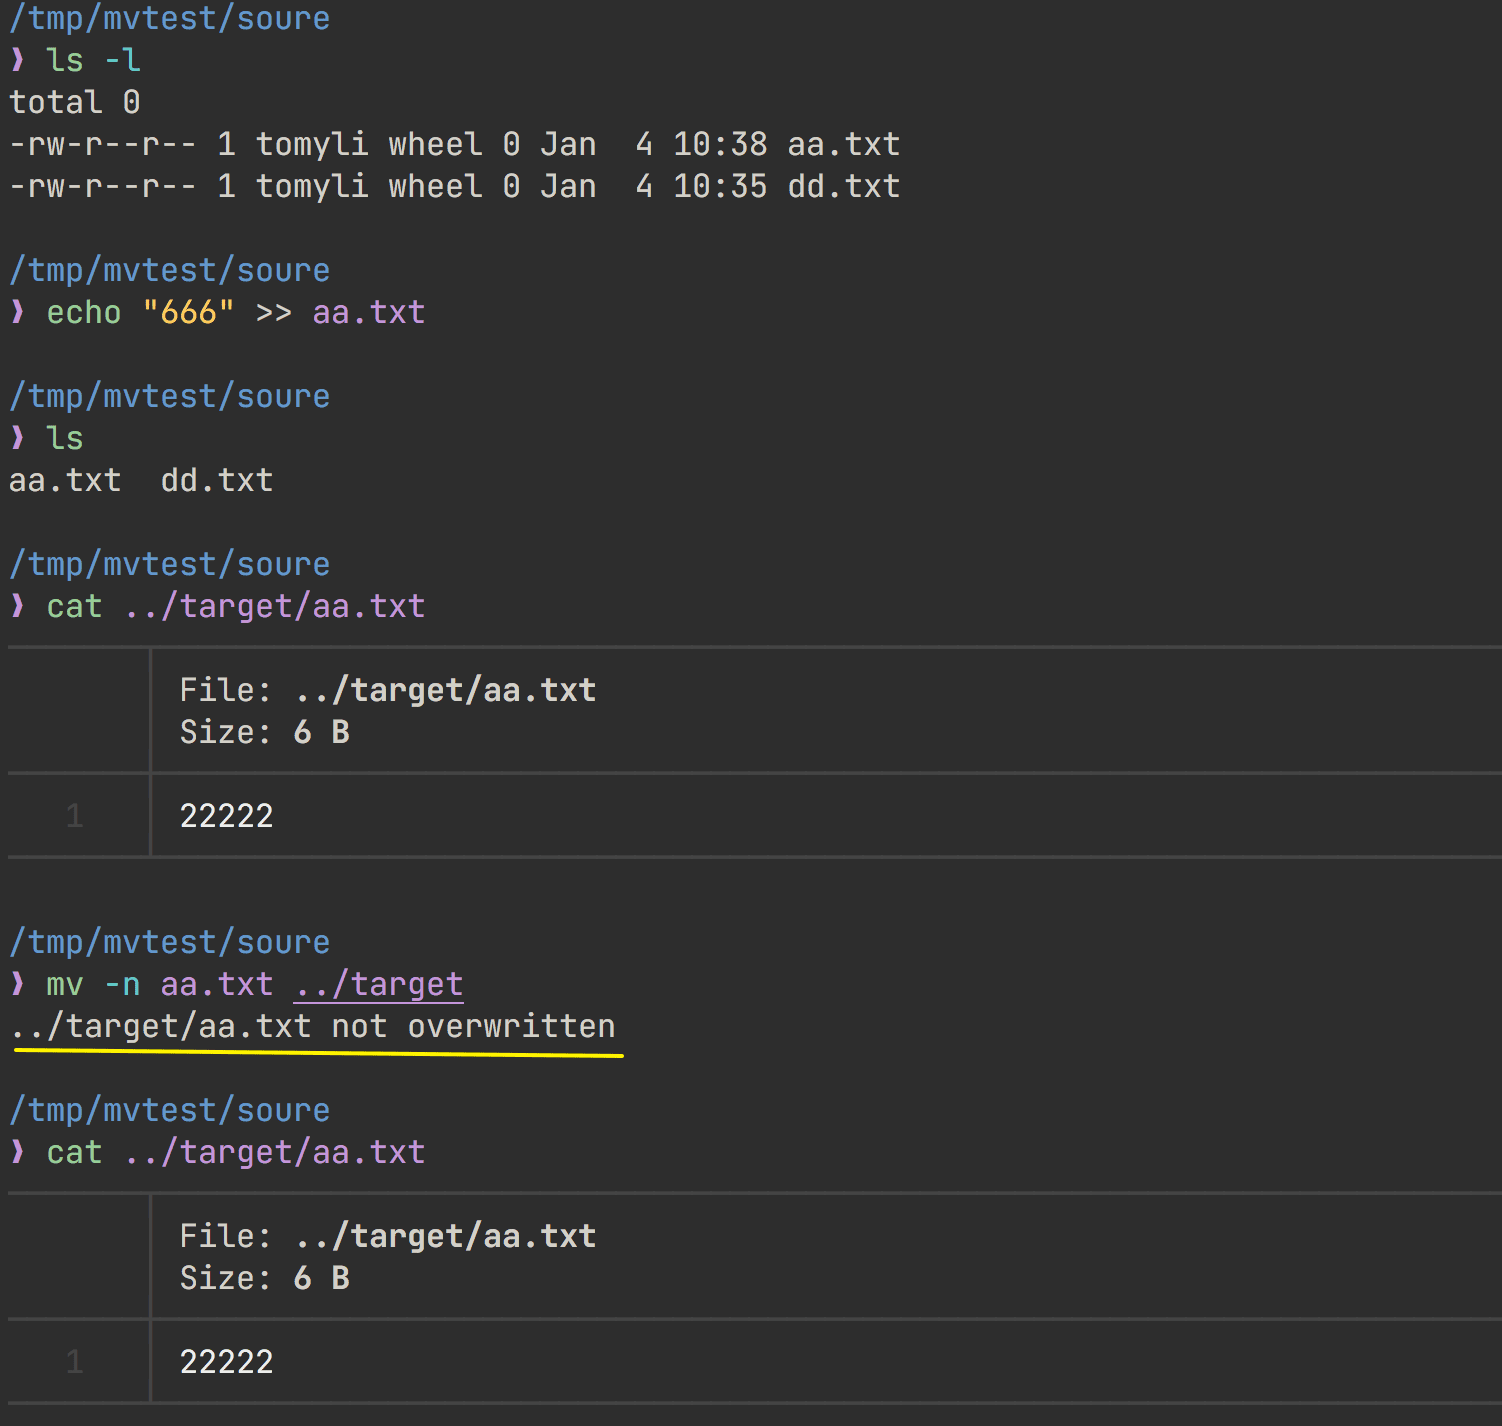 /tmp/mvtest/soure
❯ ls -l
total 0
-rw-r--r-- 1 tomyli wheel 0 Jan  4 10:38 aa.txt
-rw-r--r-- 1 tomyli wheel 0 Jan  4 10:35 dd.txt
/tmp/mvtest/soure
❯ echo "666" >> aa.txt
/tmp/mvtest/soure
❯ ls
aa.txt  dd.txt
/tmp/mvtest/soure
❯ cat ../target/aa.txt
File: ../target/aa.txt
Size: 6 B
1 22222
/tmp/mvtest/soure
❯ mv -n aa.txt ../target
../target/aa.txt not overwritten
/tmp/mvtest/soure
❯ cat ../target/aa.txt
File: ../target/aa.txt
Size: 6 B
1 22222